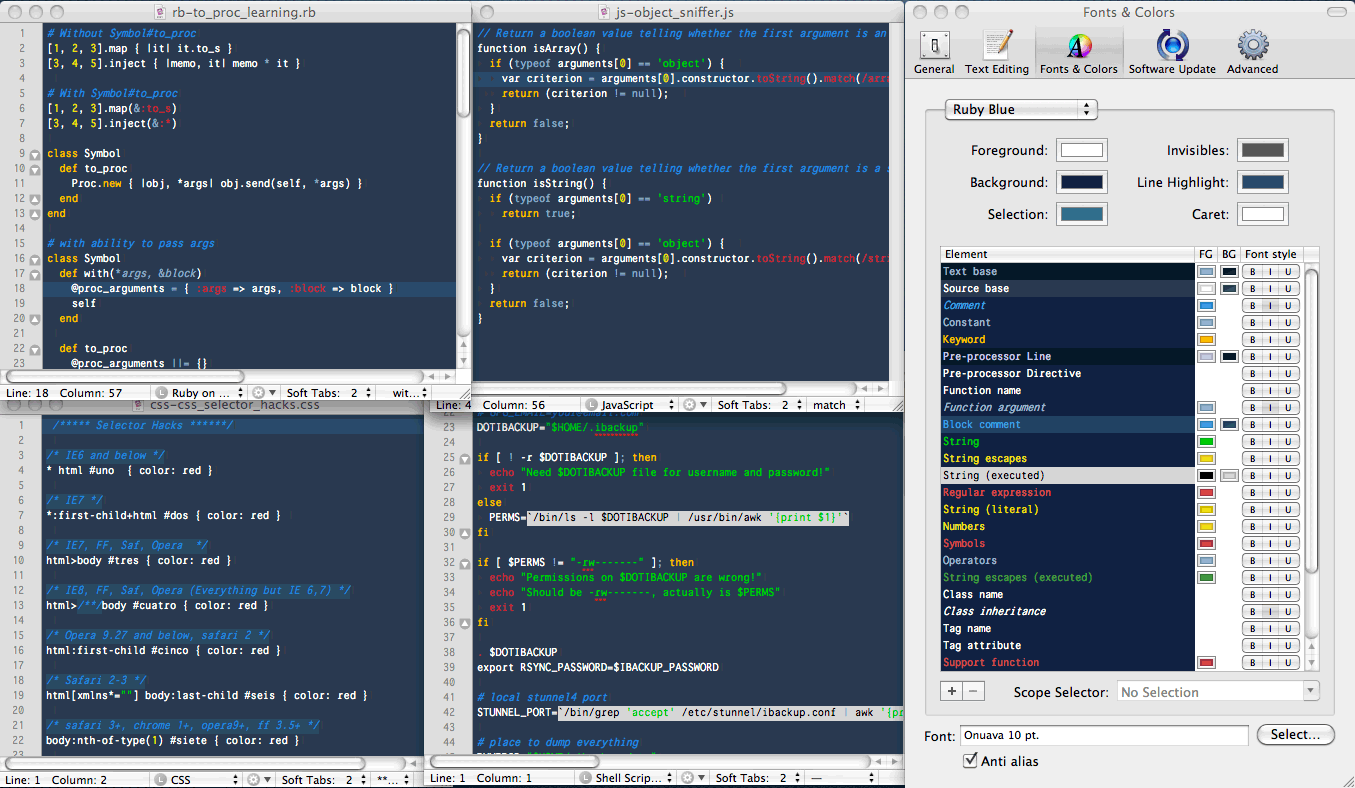 rb-to_proc_learning.rb
1 # Without Symbol#to_proc
2 [1, 2, 3].map { |it| it.to_s }
3 [3, 4, 5].inject { |memo, it| memo * it }
4
5 # With Symbol#to_proc
6 [1, 2, 3].map(&:to_s)
7 [3, 4, 5].inject(&:*)
8
9 class Symbol
10 def to_proc
11 Proc.new { |obj, *args| obj.send(self, *args) }
12 end
13 end
14
15 # with ability to pass args
16 class Symbol
17 def with(*args, &block)
18 @proc_arguments = { :args => args, :block => block }
19 self
20 end
21
22 def to_proc
23 @proc_arguments ||= {}
Line: 18 Column: 57 L Ruby on ... Soft Tabs: 2 wit...
js-object_sniffer.js
// Return a boolean value telling whether the first argument is an
function isArray() {
if (typeof arguments[0] == 'object') {
var criterion = arguments[0].constructor.toString().match(/arr
return (criterion != null);
}
return false;
}
// Return a boolean value telling whether the first argument is a s
function isString() {
if (typeof arguments[0] == 'string')
return true;
if (typeof arguments[0] == 'object') {
var criterion = arguments[0].constructor.toString().match(/str
return (criterion != null);
}
return false;
}
Line: 4 Column: 56 L JavaScript Soft Tabs: 2 match
css-css_selector_hacks.css
1 /***** Selector Hacks ******/
2
3 /* IE6 and below */
4 * html #uno { color: red }
5
6 /* IE7 */
7 *:first-child+html #dos { color: red }
8
9 /* IE7, FF, Saf, Opera */
10 html>body #tres { color: red }
11
12 /* IE8, FF, Saf, Opera (Everything but IE 6,7) */
13 html>/**/body #cuatro { color: red }
14
15 /* Opera 9.27 and below, safari 2 */
16 html:first-child #cinco { color: red }
17
18 /* Safari 2-3 */
19 html[xmlns*=""] body:last-child #seis { color: red }
20
21 /* safari 3+, chrome 1+, opera9+, ff 3.5+ */
22 body:nth-of-type(1) #siete { color: red }
23
Line: 1 Column: 2 L CSS Soft Tabs: 2 **...
22
23 DOTIBACKUP="$HOME/.ibackup"
24
25 if [ ! -r $DOTIBACKUP ]; then
26 echo "Need $DOTIBACKUP file for username and password!"
27 exit 1
28 else
29 PERMS=`/bin/ls -l $DOTIBACKUP | /usr/bin/awk '{print $1}'`
30 fi
31
32 if [ $PERMS != "-rw-------" ]; then
33 echo "Permissions on $DOTIBACKUP are wrong!"
34 echo "Should be -rw-------, actually is $PERMS"
35 exit 1
36 fi
37
38 . $DOTIBACKUP
39 export RSYNC_PASSWORD=$IBACKUP_PASSWORD
40
41 # local stunnel4 port
42 STUNNEL_PORT=`/bin/grep 'accept' /etc/stunnel/ibackup.conf | awk '{pr
43
44 # place to dump everything
Line: 1 Column: 1 L Shell Scrip... Soft Tabs: 2 —
Fonts & Colors
General Text Editing Fonts & Colors Software Update Advanced
Ruby Blue
Foreground: Invisibles:
Background: Line Highlight:
Selection: Caret:
Element FG BG Font style
Text base B I U
Source base B I U
Comment B I U
Constant B I U
Keyword B I U
Pre-processor Line B I U
Pre-processor Directive B I U
Function name B I U
Function argument B I U
Block comment B I U
String B I U
String escapes B I U
String (executed) B I U
Regular expression B I U
String (literal) B I U
Numbers B I U
Symbols B I U
Operators B I U
String escapes (executed) B I U
Class name B I U
Class inheritance B I U
Tag name B I U
Tag attribute B I U
Support function B I U
+ − Scope Selector: No Selection
Font: Onuava 10 pt. Select...
Anti alias